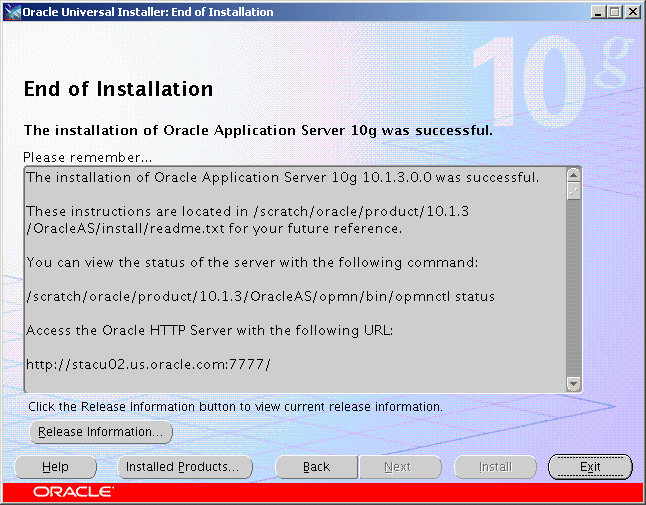 Oracle Universal Installer: End of Installation
10g
End of Installation
The installation of Oracle Application Server 10g was successful.
Please remember...
The installation of Oracle Application Server 10g 10.1.3.0.0 was successful.
These instructions are located in /scratch/oracle/product/10.1.3
/OracleAS/install/readme.txt for your future reference.
You can view the status of the server with the following command:
/scratch/oracle/product/10.1.3/OracleAS/opmn/bin/opmnctl status
Access the Oracle HTTP Server with the following URL:
http://stacu02.us.oracle.com:7777/
Click the Release Information button to view current release information.
Release Information...
Help Installed Products... Back Next Install Exit
ORACLE